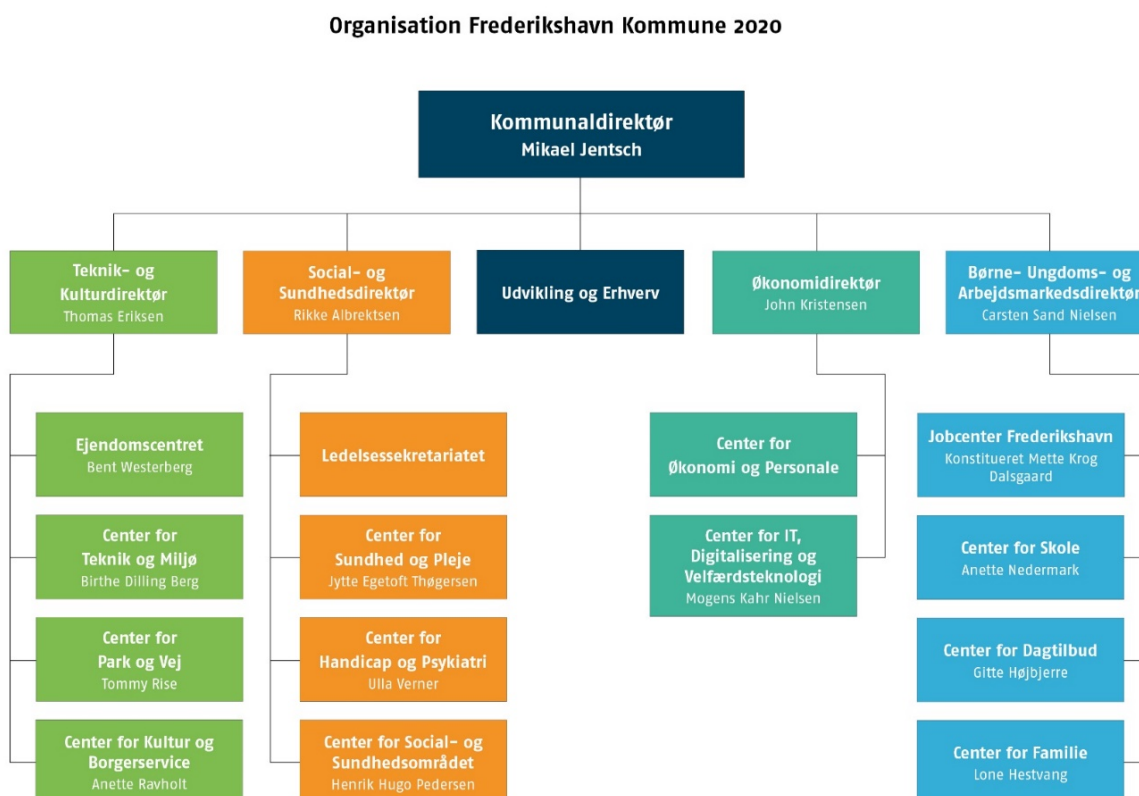 Organisation Frederikshavn Kommune 2020
Kommunaldirektør
Mikael Jentsch
Teknik- og
Kulturdirektør
Thomas Eriksen
Social- og
Sundhedsdirektør
Rikke Albrektsen
Udvikling og Erhverv
Økonomidirektør
John Kristensen
Børne- Ungdoms- og
Arbejdsmarkedsdirektør
Carsten Sand Nielsen
Ejendomscentret
Bent Westerberg
Center for
Teknik og Miljø
Birthe Dilling Berg
Center for
Park og Vej
Tommy Rise
Center for Kultur og
Borgerservice
Anette Ravholt
Ledelsessekretariatet
Center for
Sundhed og Pleje
Jytte Egetoft Thøgersen
Center for
Handicap og Psykiatri
Ulla Verner
Center for Social- og
Sundhedsområdet
Henrik Hugo Pedersen
Center for
Økonomi og Personale
Center for IT,
Digitalisering og
Velfærdsteknologi
Mogens Kahr Nielsen
Jobcenter Frederikshavn
Konstitueret Mette Krog
Dalsgaard
Center for Skole
Anette Nedermark
Center for Dagtilbud
Gitte Højbjerre
Center for Familie
Lone Hestvang